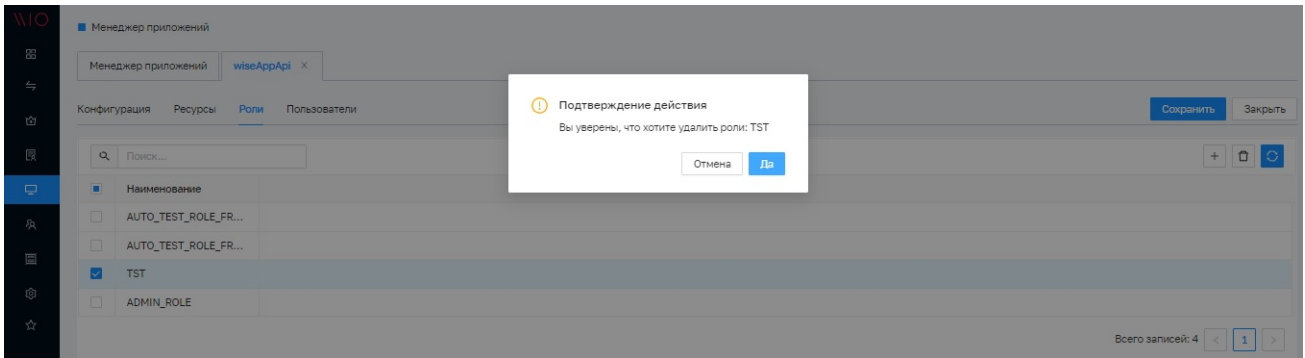 WIO
Менеджер приложений
Менеджер приложений wiseAppApi ×
Конфигурация Ресурсы Роли Пользователи
Сохранить Закрыть
Подтверждение действия
Вы уверены, что хотите удалить роли: TST
Отмена Да
Поиск...
Наименование
AUTO_TEST_ROLE_FR...
AUTO_TEST_ROLE_FR...
TST
ADMIN_ROLE
Всего записей: 4 < 1 >